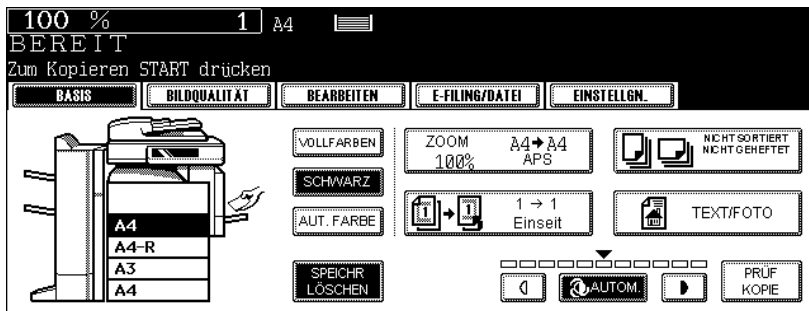 100 % 1 A4
BEREIT
Zum Kopieren START drücken
BASIS BILDQUALITÄT BEARBEITEN E-FILING/DATEI EINSTELLGN.
VOLLFARBEN
SCHWARZ
AUT. FARBE
SPEICHR
LÖSCHEN
A4
A4-R
A3
A4
ZOOM A4→A4
100% APS
1 → 1
1 → 1
Einseit
NICHT SORTIERT
NICHT GEHEFTET
TEXT/FOTO
AUTOM.
PRÜF
KOPIE